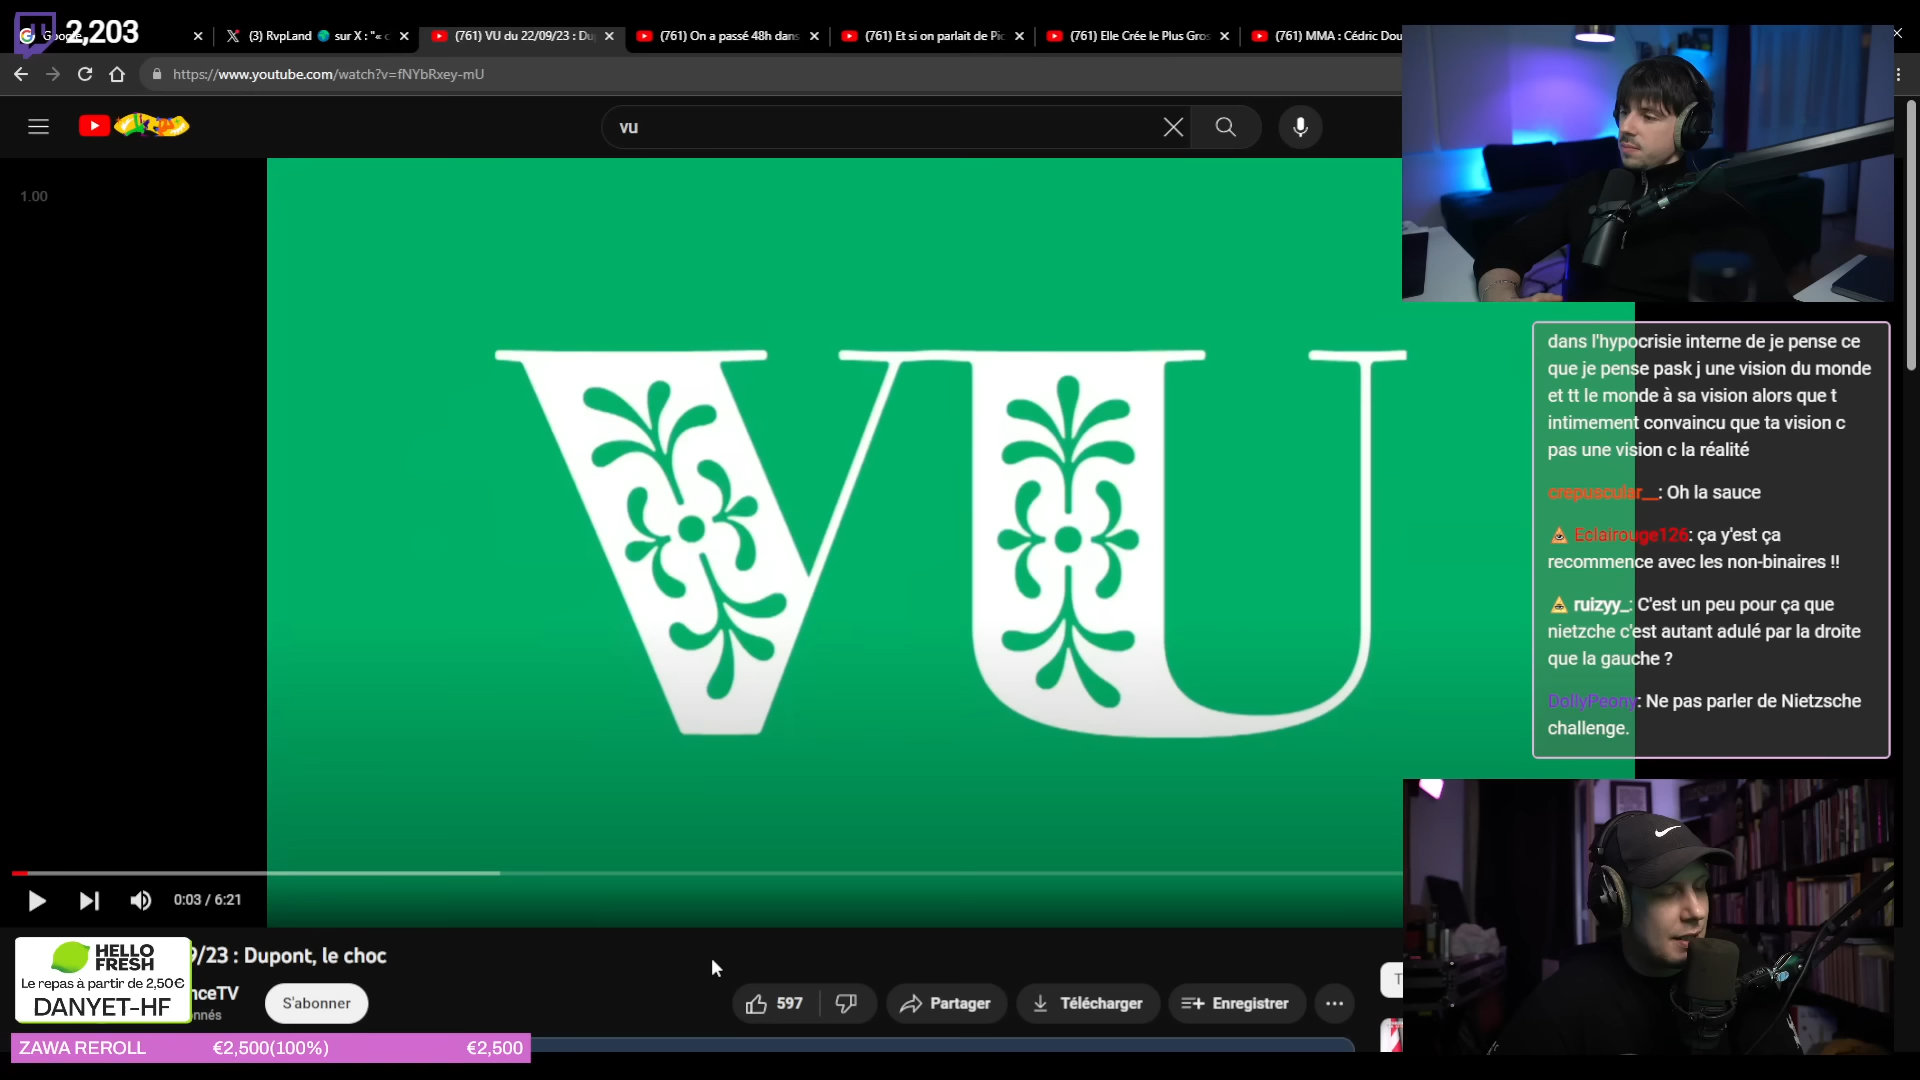 2,203
(3) RvpLand sur X : "« c
(761) VU du 22/09/23 : Du
(761) On a passé 48h dans
(761) Et si on parlait de Pic
(761) Elle Crée le Plus Gros
(761) MMA : Cédric Dou
https://www.youtube.com/watch?v=fNYbRxey-mU
vu
1.00
VU
dans l'hypocrisie interne de je pense ce
que je pense pask j une vision du monde
et tt le monde à sa vision alors que t
intimement convaincu que ta vision c
pas une vision c la réalité
crepuscular__: Oh la sauce
Eclairouge126: ça y'est ça
recommence avec les non-binaires !!
ruizyy_: C'est un peu pour ça que
nietzche c'est autant adulé par la droite
que la gauche ?
DollyPeony: Ne pas parler de Nietzsche
challenge.
0:03 / 6:21
9/23 : Dupont, le choc
nceTV
nnés
S'abonner
597
Partager
Télécharger
Enregistrer
HELLO
FRESH
Le repas à partir de 2,50€
DANYET-HF
ZAWA REROLL €2,500(100%) €2,500